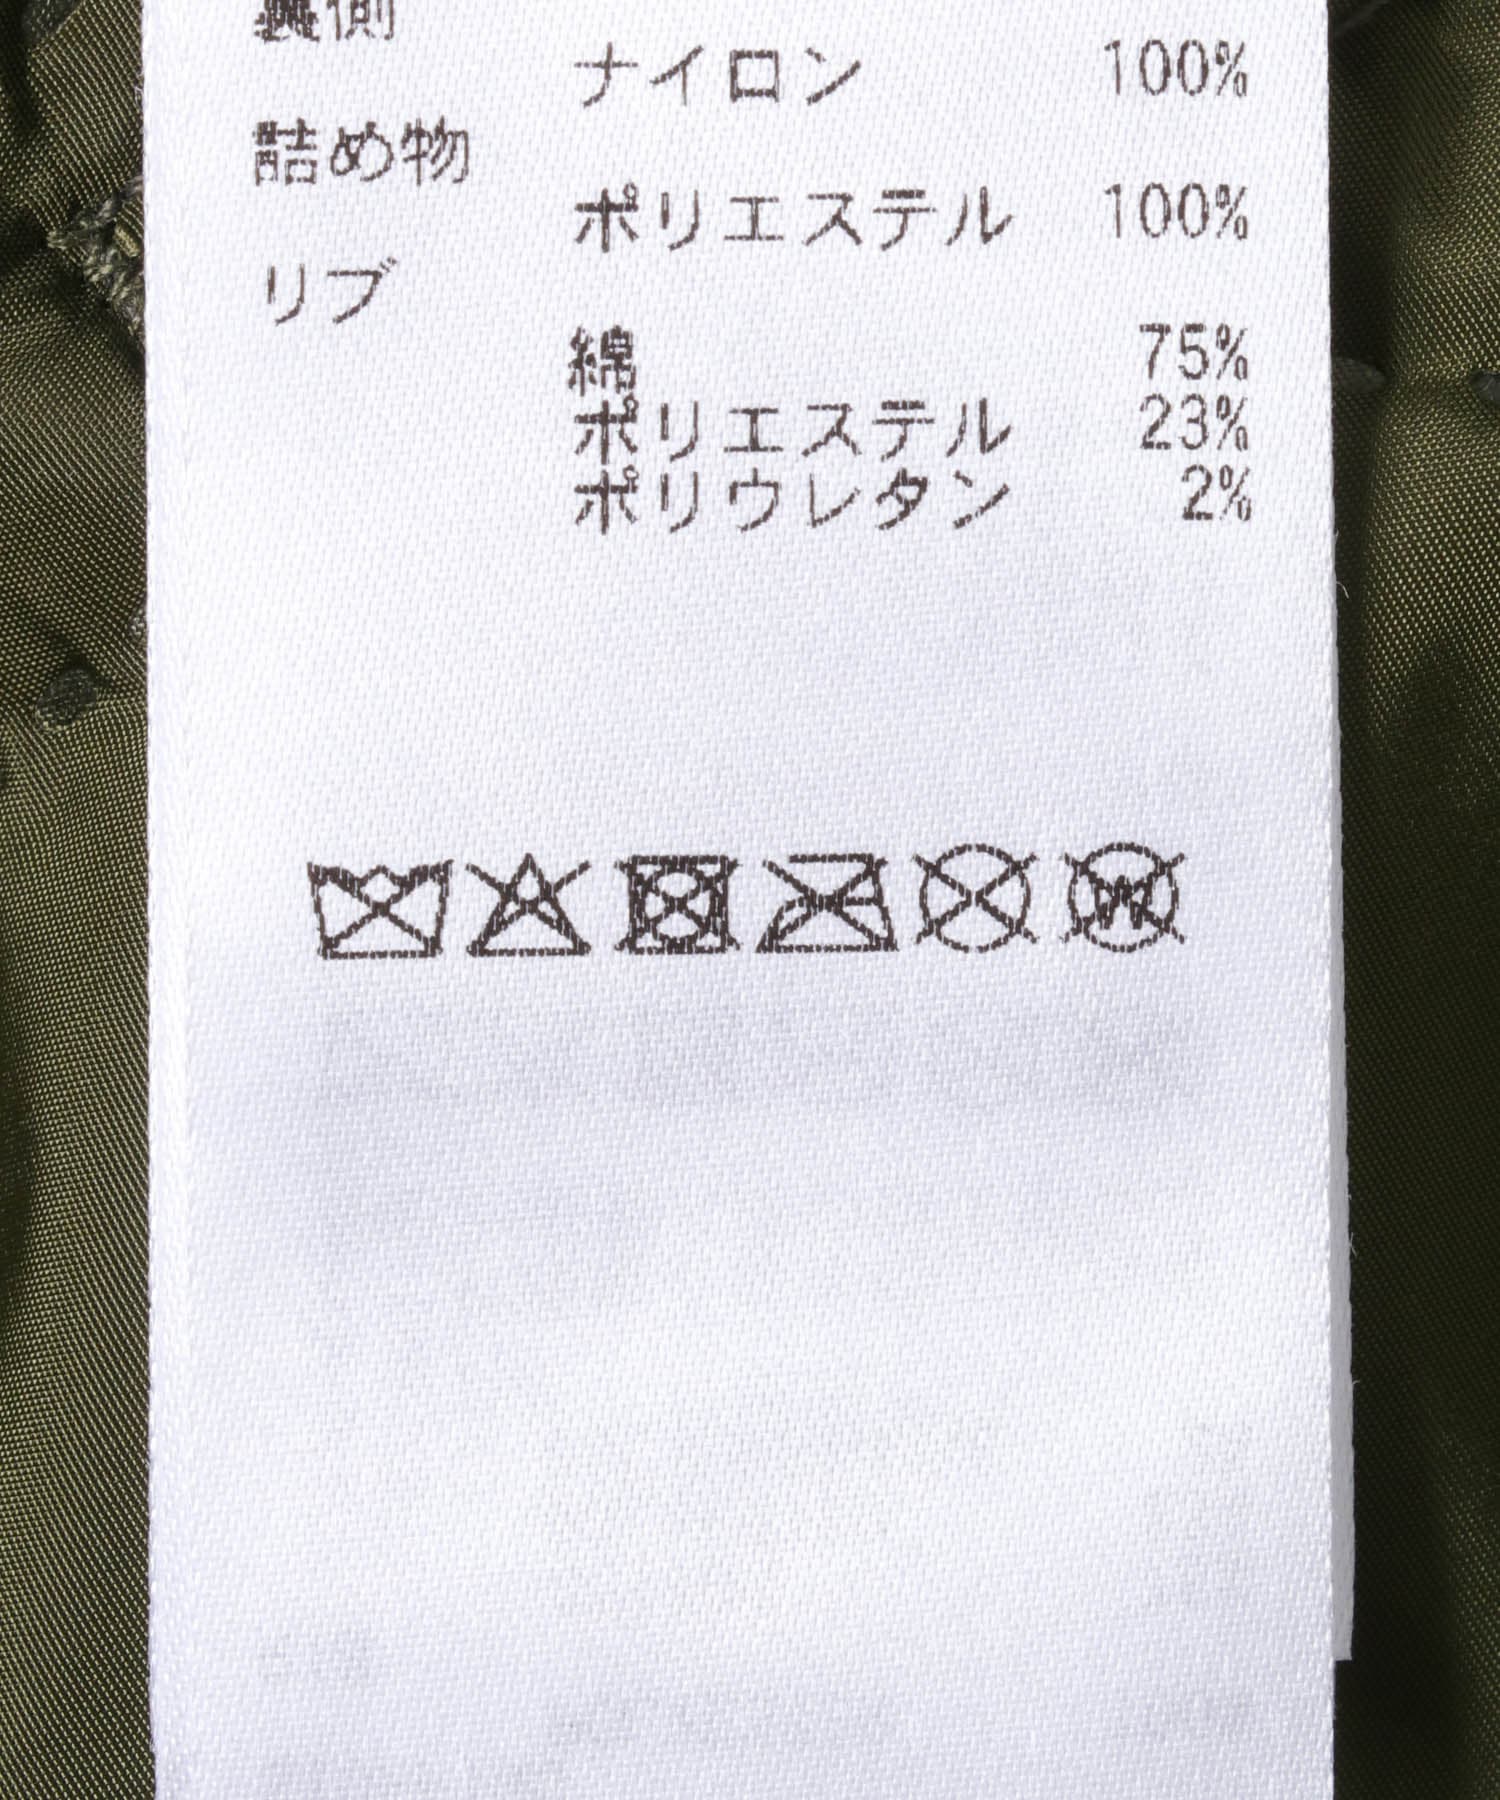 裏側
ナイロン 100%
詰め物
ポリエステル 100%
リブ
綿 75%
ポリエステル 23%
ポリウレタン 2%
W